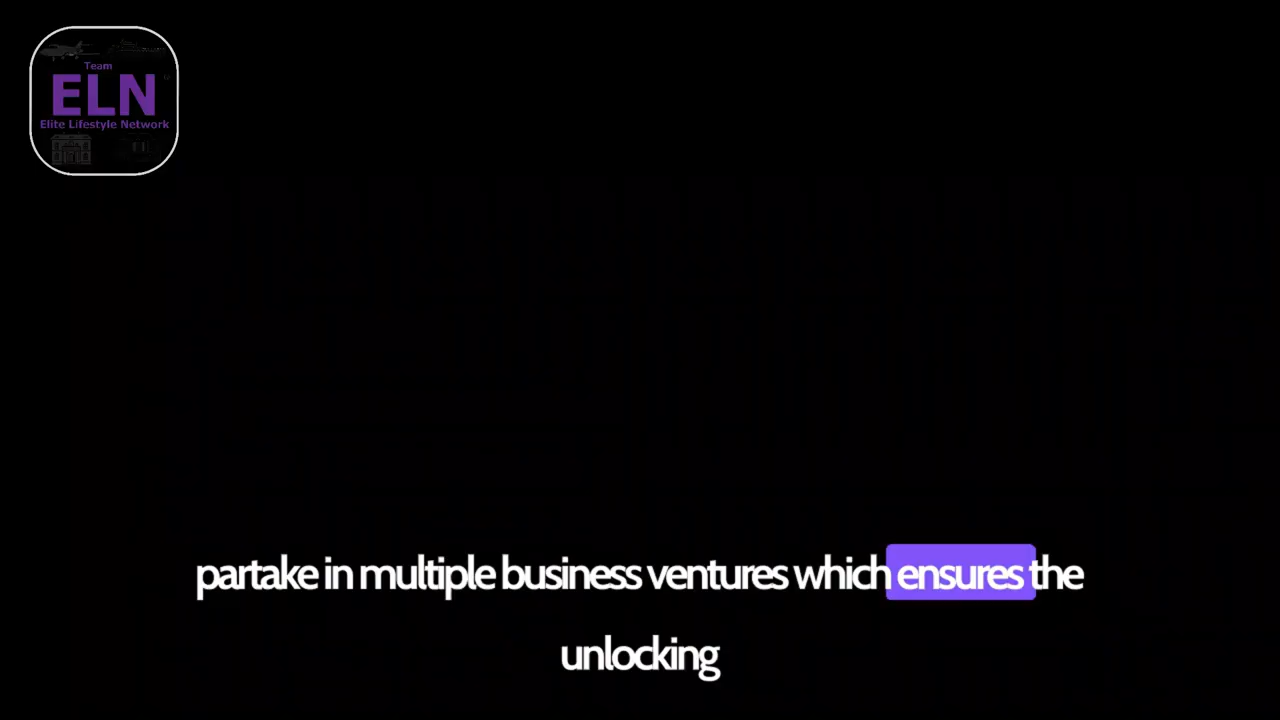 Team
ELN
Elite Lifestyle Network
partake in multiple business ventures which ensures the
unlocking